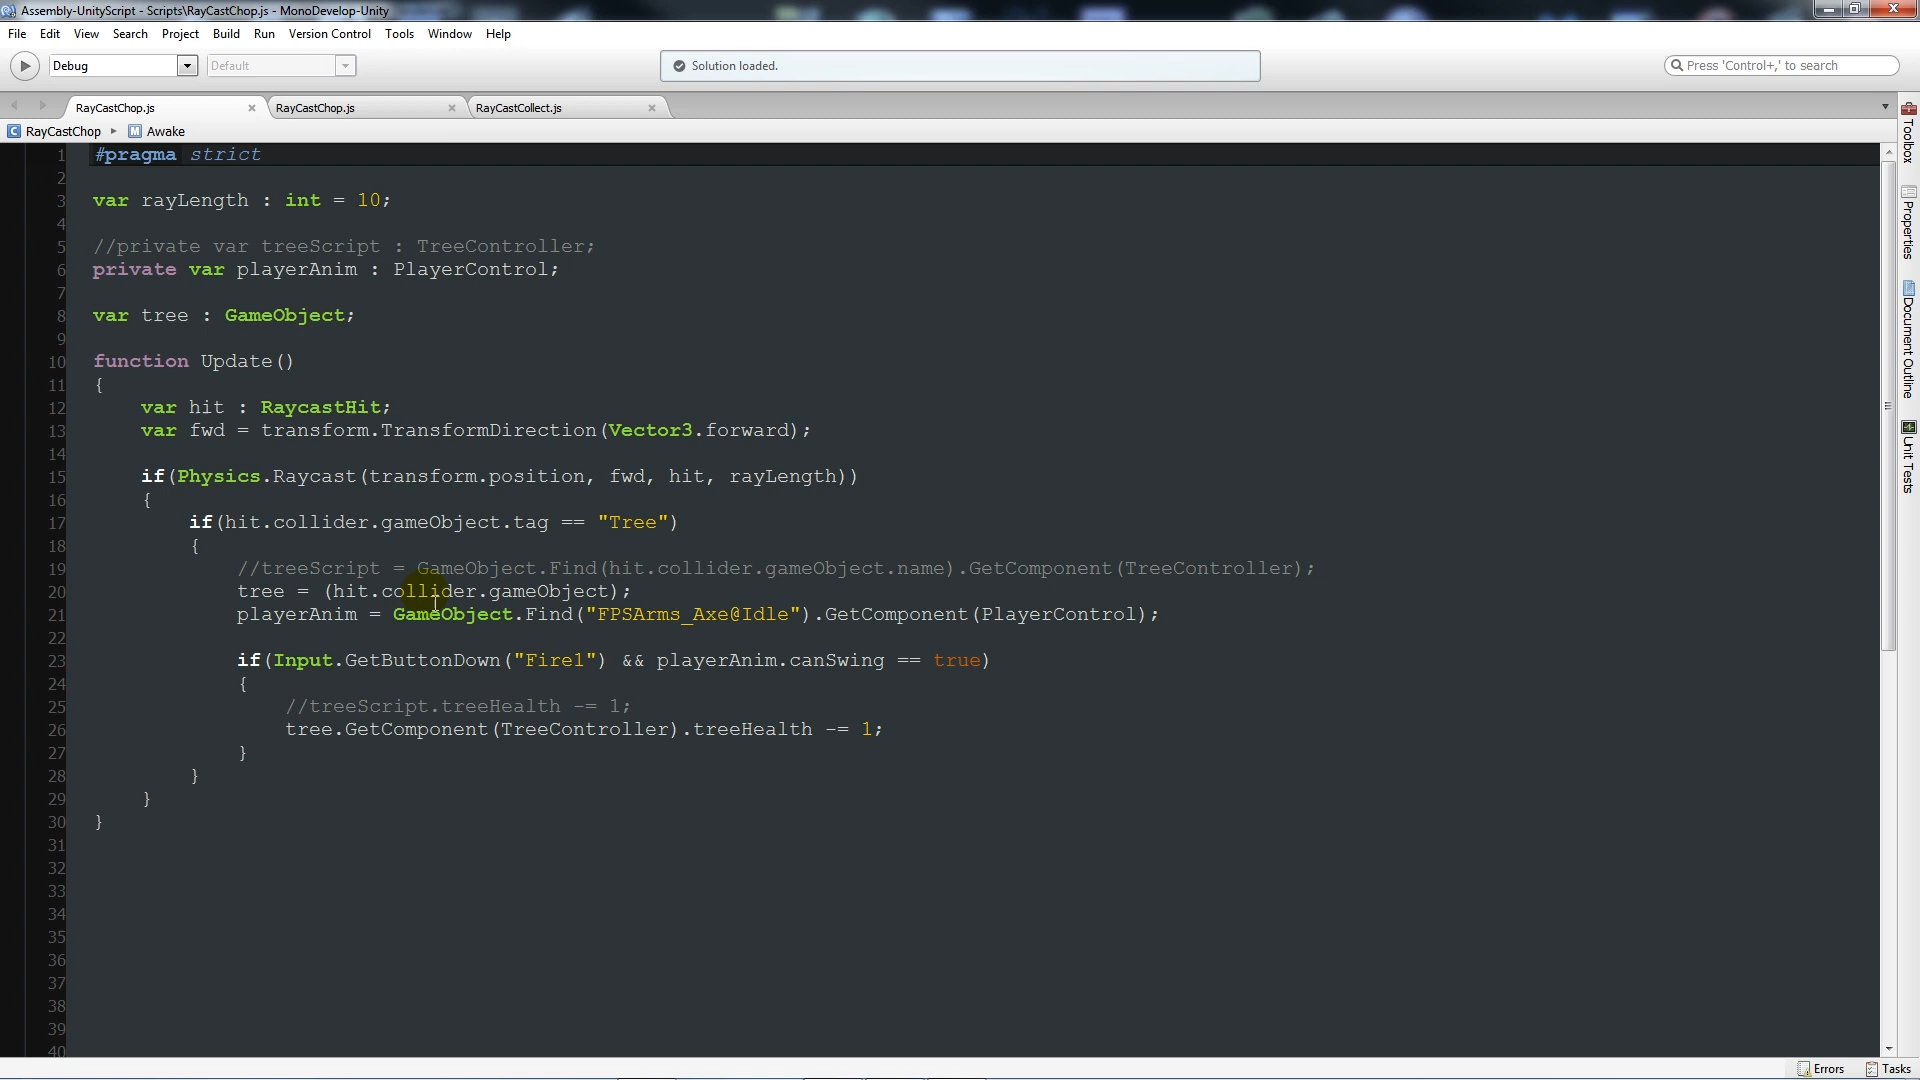 Assembly-UnityScript - Scripts\RayCastChop.js - MonoDevelop-Unity
File Edit View Search Project Build Run Version Control Tools Window Help
Debug Default Solution loaded. Press 'Control+,' to search
RayCastChop.js RayCastChop.js RayCastCollect.js
RayCastChop Awake
1 #pragma strict
2
3 var rayLength : int = 10;
4
5 //private var treeScript : TreeController;
6 private var playerAnim : PlayerControl;
7
8 var tree : GameObject;
9
10 function Update()
11 {
12 var hit : RaycastHit;
13 var fwd = transform.TransformDirection(Vector3.forward);
14
15 if(Physics.Raycast(transform.position, fwd, hit, rayLength))
16 {
17 if(hit.collider.gameObject.tag == "Tree")
18 {
19 //treeScript = GameObject.Find(hit.collider.gameObject.name).GetComponent(TreeController);
20 tree = (hit.collider.gameObject);
21 playerAnim = GameObject.Find("FPSArms_Axe@Idle").GetComponent(PlayerControl);
22
23 if(Input.GetButtonDown("Fire1") && playerAnim.canSwing == true)
24 {
25 //treeScript.treeHealth -= 1;
26 tree.GetComponent(TreeController).treeHealth -= 1;
27 }
28 }
29 }
30 }
31
32
33
34
35
36
37
38
39
40
Toolbox
Properties
Document Outline
Unit Tests
Errors Tasks